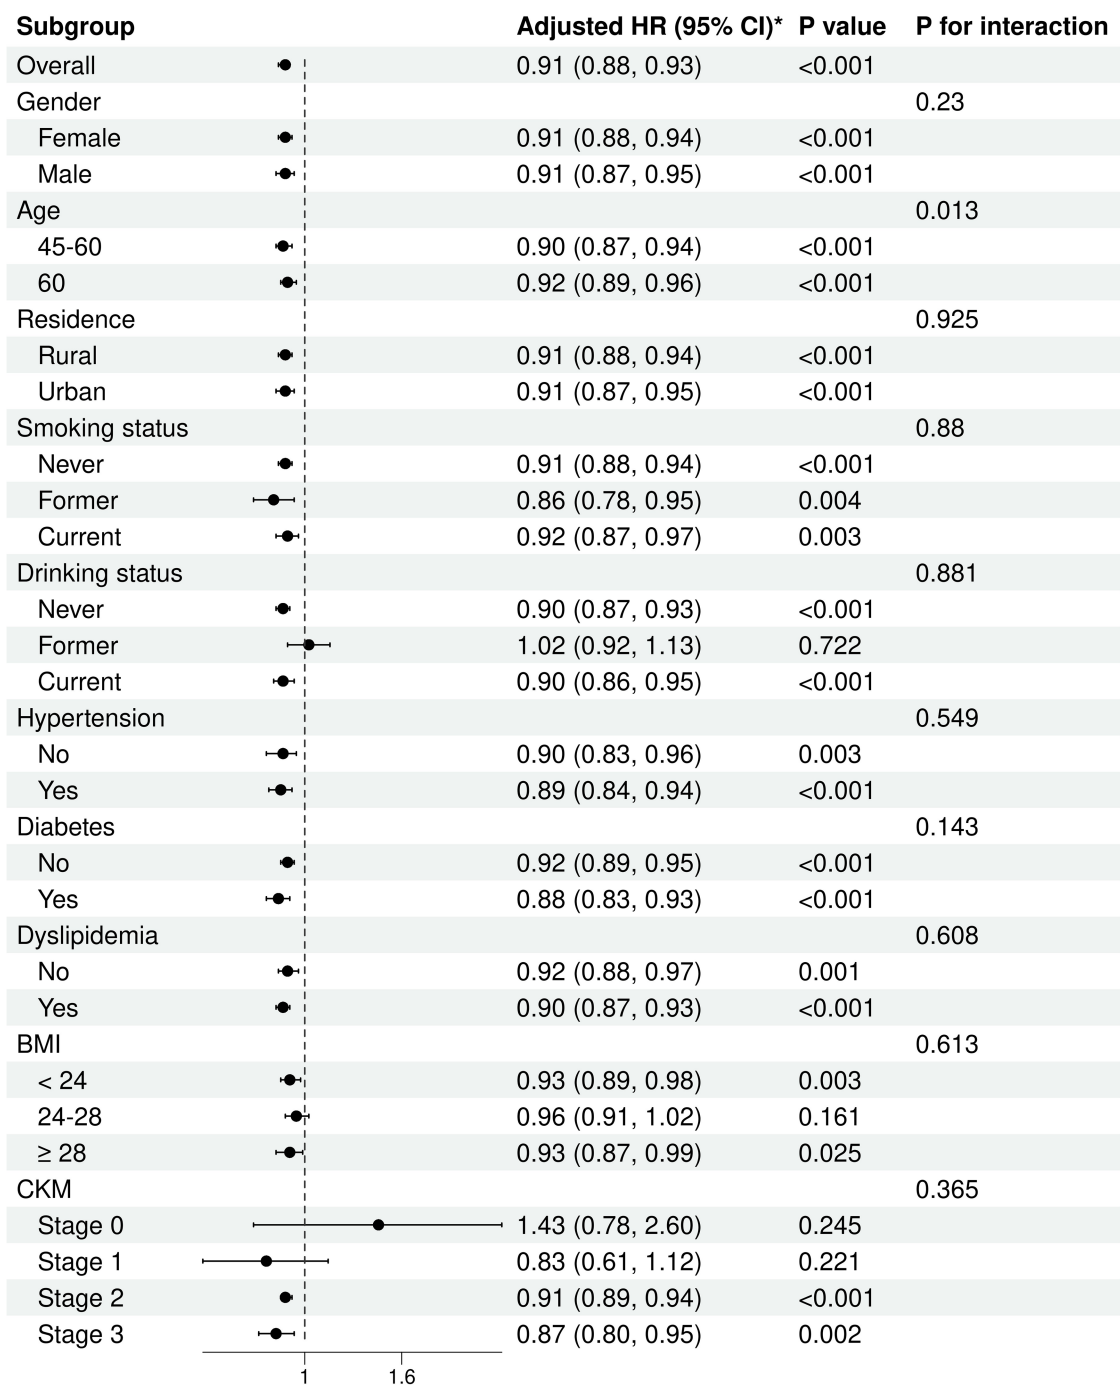 Subgroup Adjusted HR (95% CI)* P value P for interaction
Overall 0.91 (0.88, 0.93) <0.001
Gender 0.23
Female 0.91 (0.88, 0.94) <0.001
Male 0.91 (0.87, 0.95) <0.001
Age 0.013
45-60 0.90 (0.87, 0.94) <0.001
60 0.92 (0.89, 0.96) <0.001
Residence 0.925
Rural 0.91 (0.88, 0.94) <0.001
Urban 0.91 (0.87, 0.95) <0.001
Smoking status 0.88
Never 0.91 (0.88, 0.94) <0.001
Former 0.86 (0.78, 0.95) 0.004
Current 0.92 (0.87, 0.97) 0.003
Drinking status 0.881
Never 0.90 (0.87, 0.93) <0.001
Former 1.02 (0.92, 1.13) 0.722
Current 0.90 (0.86, 0.95) <0.001
Hypertension 0.549
No 0.90 (0.83, 0.96) 0.003
Yes 0.89 (0.84, 0.94) <0.001
Diabetes 0.143
No 0.92 (0.89, 0.95) <0.001
Yes 0.88 (0.83, 0.93) <0.001
Dyslipidemia 0.608
No 0.92 (0.88, 0.97) 0.001
Yes 0.90 (0.87, 0.93) <0.001
BMI 0.613
< 24 0.93 (0.89, 0.98) 0.003
24-28 0.96 (0.91, 1.02) 0.161
≥ 28 0.93 (0.87, 0.99) 0.025
CKM 0.365
Stage 0 1.43 (0.78, 2.60) 0.245
Stage 1 0.83 (0.61, 1.12) 0.221
Stage 2 0.91 (0.89, 0.94) <0.001
Stage 3 0.87 (0.80, 0.95) 0.002
1 1.6